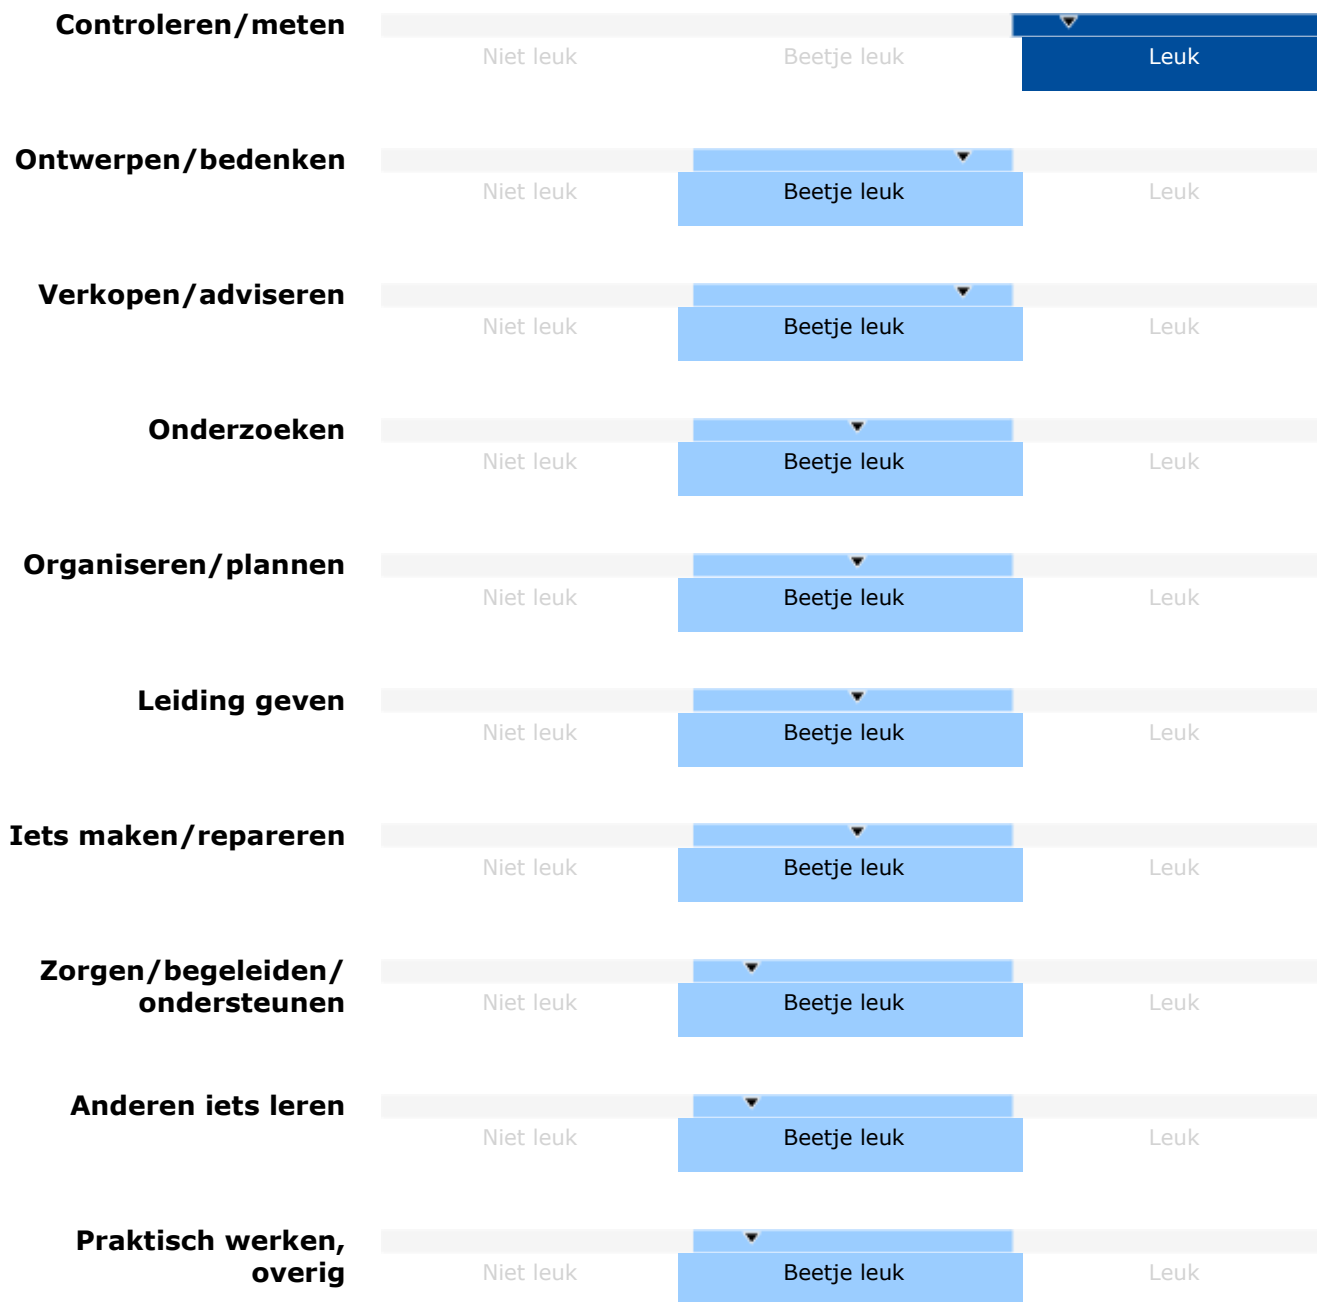 Controleren/meten
Niet leuk Beetje leuk Leuk
Ontwerpen/bedenken
Niet leuk Beetje leuk Leuk
Verkopen/adviseren
Niet leuk Beetje leuk Leuk
Onderzoeken
Niet leuk Beetje leuk Leuk
Organiseren/plannen
Niet leuk Beetje leuk Leuk
Leiding geven
Niet leuk Beetje leuk Leuk
Iets maken/repareren
Niet leuk Beetje leuk Leuk
Zorgen/begeleiden/
ondersteunen
Niet leuk Beetje leuk Leuk
Anderen iets leren
Niet leuk Beetje leuk Leuk
Praktisch werken,
overig
Niet leuk Beetje leuk Leuk